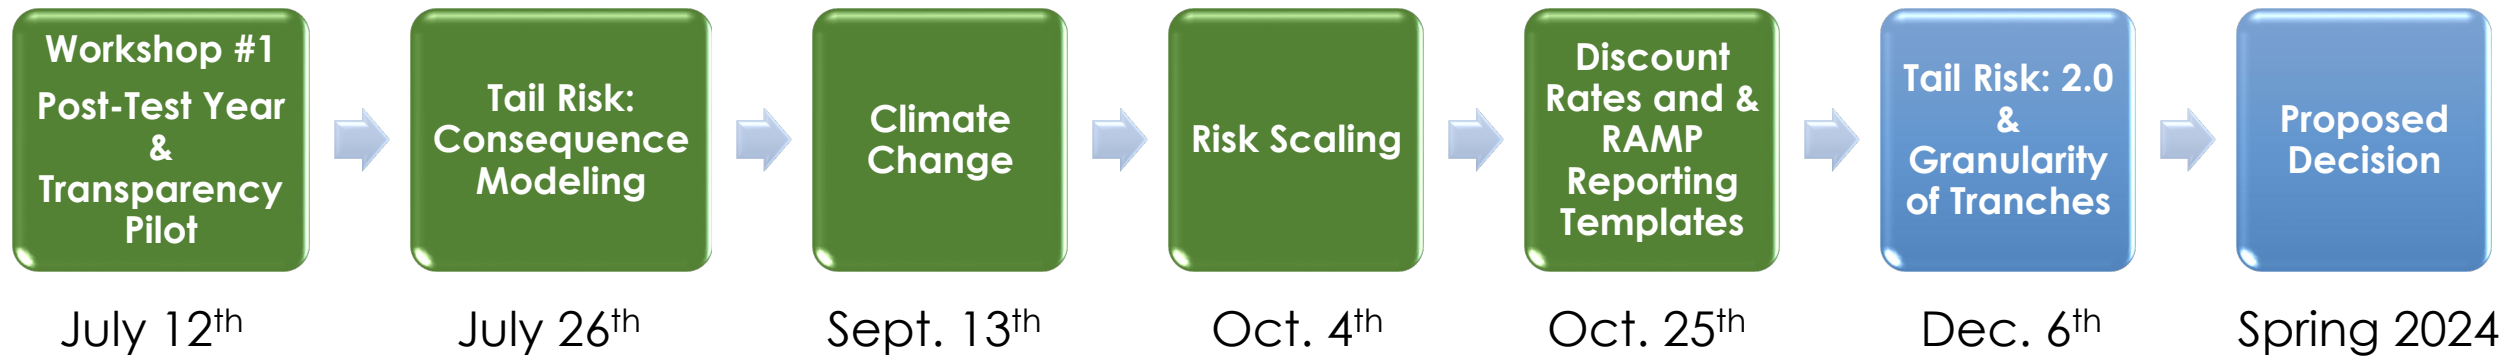 Workshop #1
Post-Test Year
&
Transparency
Pilot
Tail Risk:
Consequence
Modeling
Climate
Change
Risk Scaling
Discount
Rates and &
RAMP
Reporting
Templates
Tail Risk: 2.0
&
Granularity
of Tranches
Proposed
Decision
July 12th
July 26th
Sept. 13th
Oct. 4th
Oct. 25th
Dec. 6th
Spring 2024